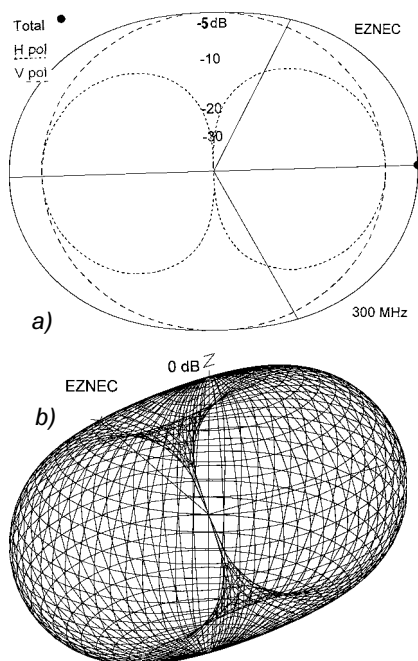 Total
H pol
V pol
-5 dB
-10
-20
-30
EZNEC
300 MHz
a)
0 dB
Z
EZNEC
b)